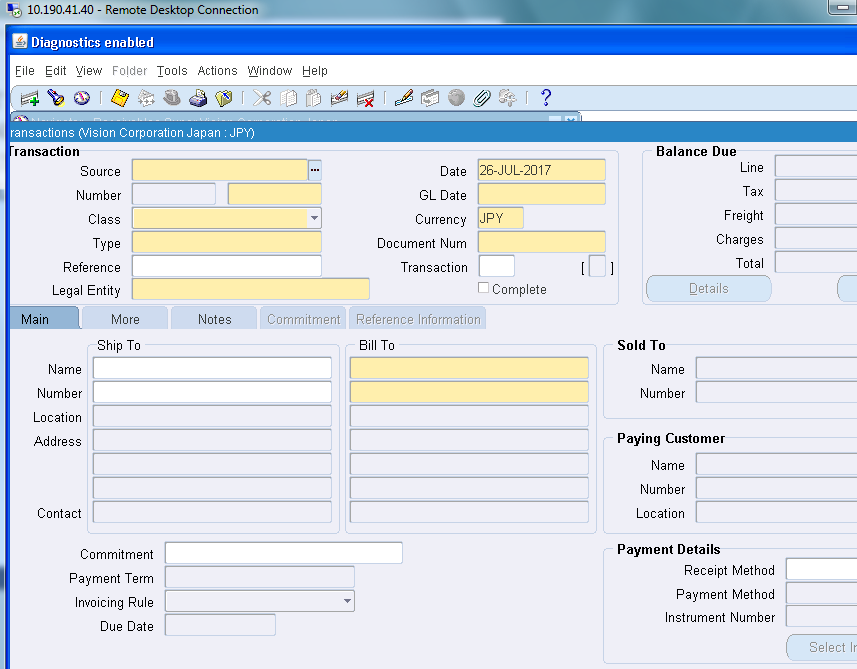 10.190.41.40 - Remote Desktop Connection
Diagnostics enabled
File Edit View Folder Tools Actions Window Help
ransactions (Vision Corporation Japan : JPY)
Transaction
Source
Number
Class
Type
Reference
Legal Entity
Date 26-JUL-2017
GL Date
Currency JPY
Document Num
Transaction [ ]
Complete
Balance Due
Line
Tax
Freight
Charges
Total
Details
Main More Notes Commitment Reference Information
Ship To
Bill To
Name
Number
Location
Address
Contact
Sold To
Name
Number
Paying Customer
Name
Number
Location
Commitment
Payment Term
Invoicing Rule
Due Date
Payment Details
Receipt Method
Payment Method
Instrument Number
Select